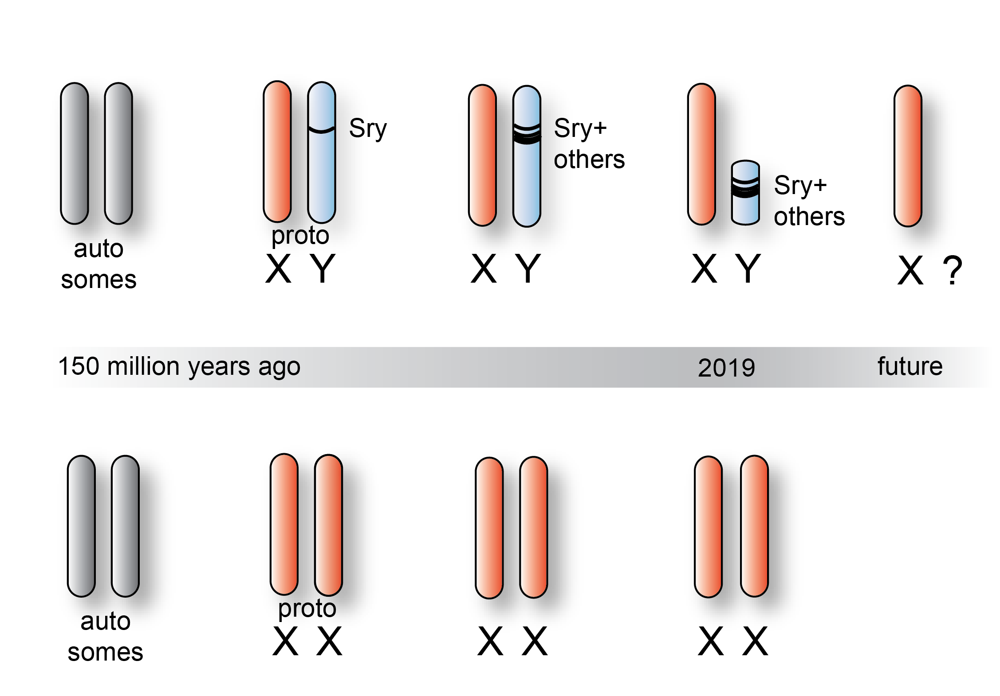 Sry
Sry+
others
Sry+
others
auto
somes
proto
X Y
X Y
X Y
X ?
150 million years ago
2019
future
auto
somes
proto
X X
X X
X X